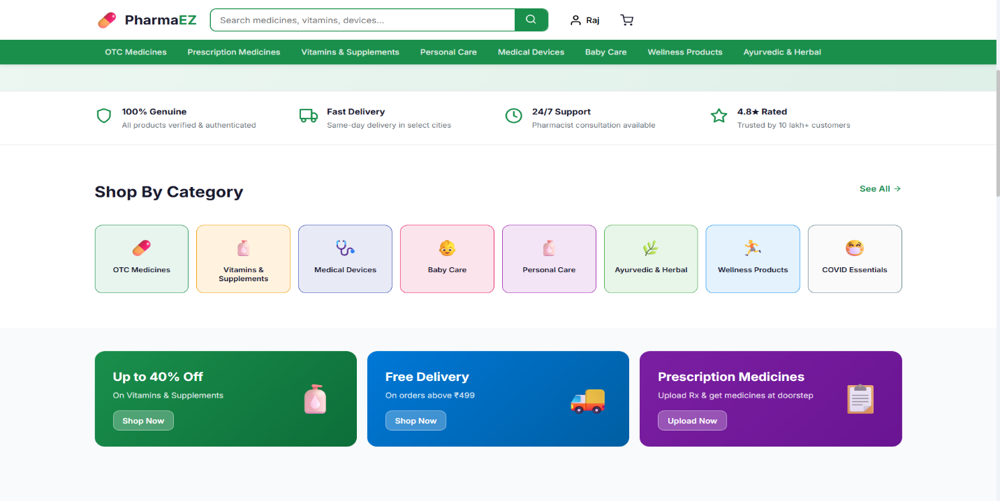 PharmaEZ
Search medicines, vitamins, devices...
Raj
OTC Medicines
Prescription Medicines
Vitamins & Supplements
Personal Care
Medical Devices
Baby Care
Wellness Products
Ayurvedic & Herbal
100% Genuine
All products verified & authenticated
Fast Delivery
Same-day delivery in select cities
24/7 Support
Pharmacist consultation available
4.8★ Rated
Trusted by 10 lakh+ customers
Shop By Category
See All →
OTC Medicines
Vitamins &
Supplements
Medical Devices
Baby Care
Personal Care
Ayurvedic & Herbal
Wellness Products
COVID Essentials
Up to 40% Off
On Vitamins & Supplements
Shop Now
Free Delivery
On orders above ₹499
Shop Now
Prescription Medicines
Upload Rx & get medicines at doorstep
Upload Now